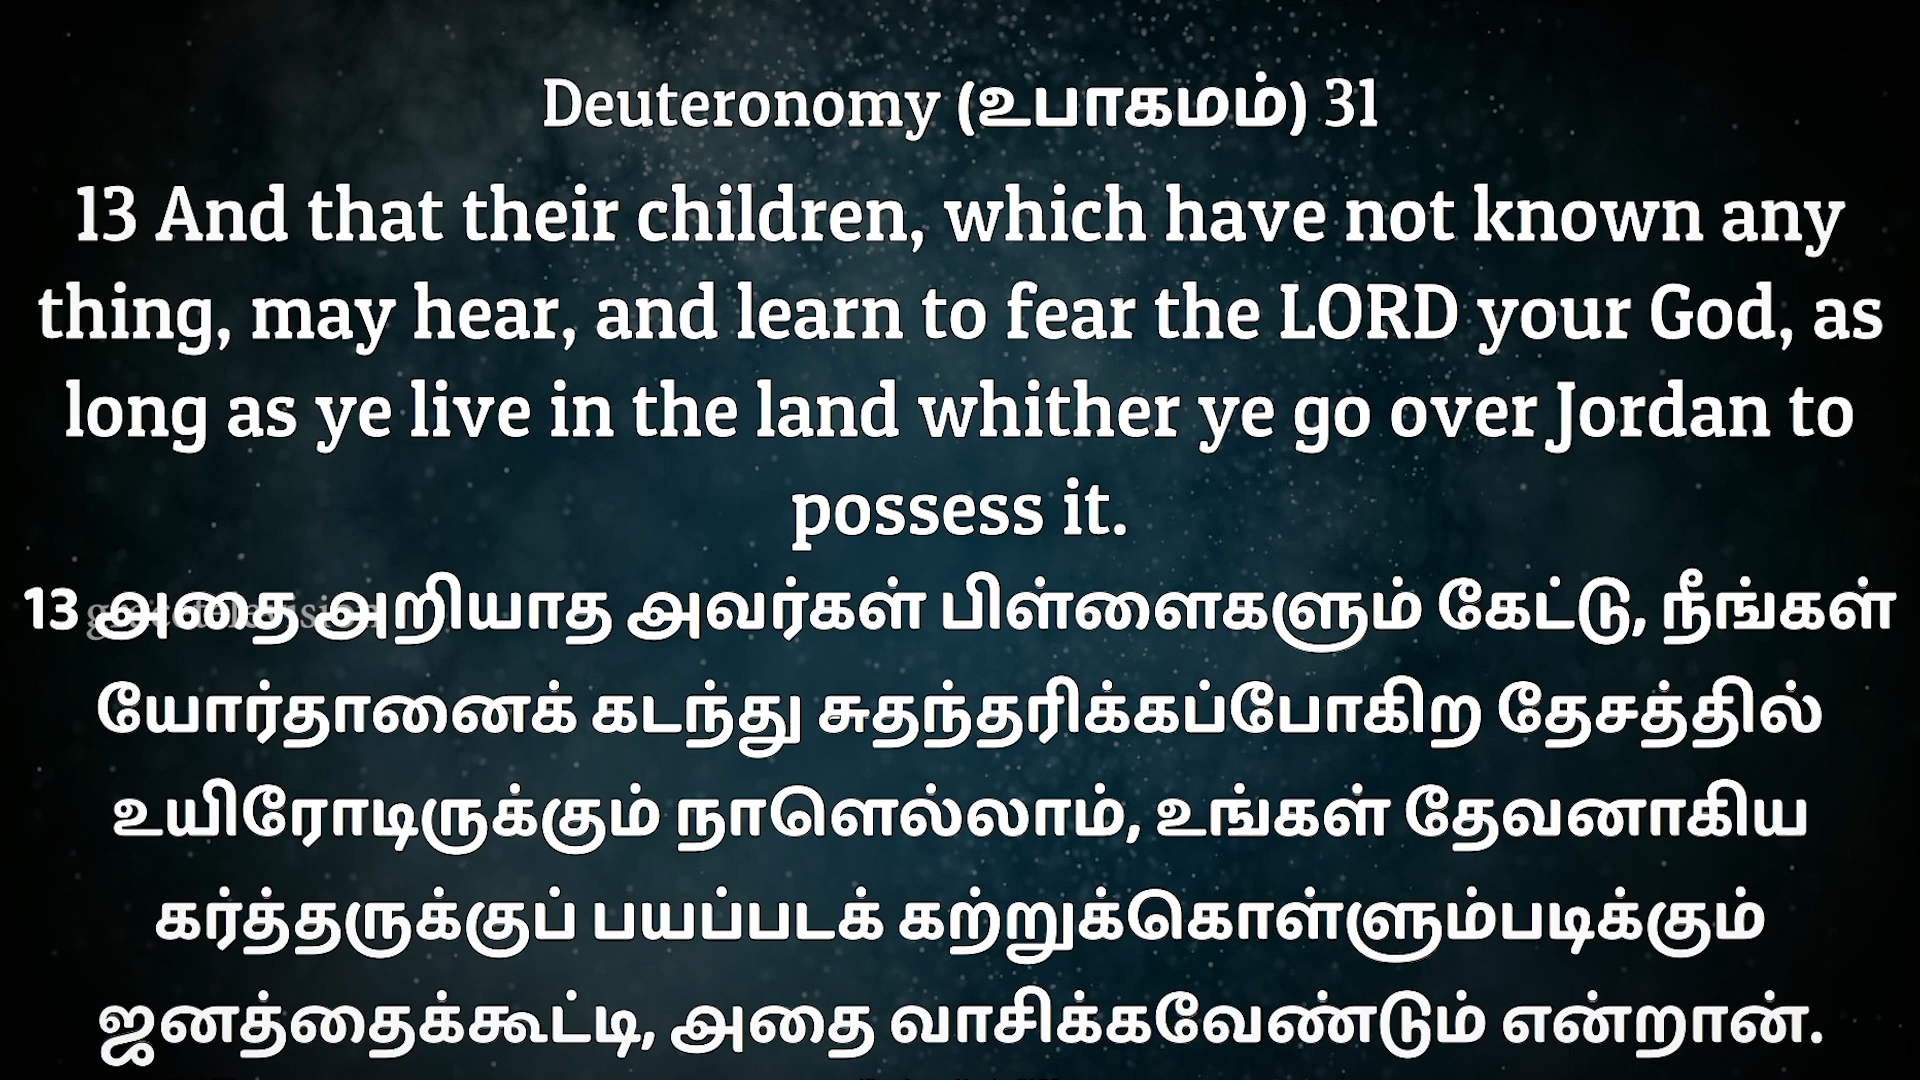 Deuteronomy (உபாகமம்) 31
13 And that their children, which have not known any
thing, may hear, and learn to fear the LORD your God, as
long as ye live in the land whither ye go over Jordan to
possess it.
13 அதை அறியாத அவர்கள் பிள்ளைகளும் கேட்டு, நீங்கள்
யோர்தானைக் கடந்து சுதந்தரிக்கப்போகிற தேசத்தில்
உயிரோடிருக்கும் நாளெல்லாம், உங்கள் தேவனாகிய
கர்த்தருக்குப் பயப்படக் கற்றுக்கொள்ளும்படிக்கும்
ஜனத்தைக்கூட்டி, அதை வாசிக்கவேண்டும் என்றான்.